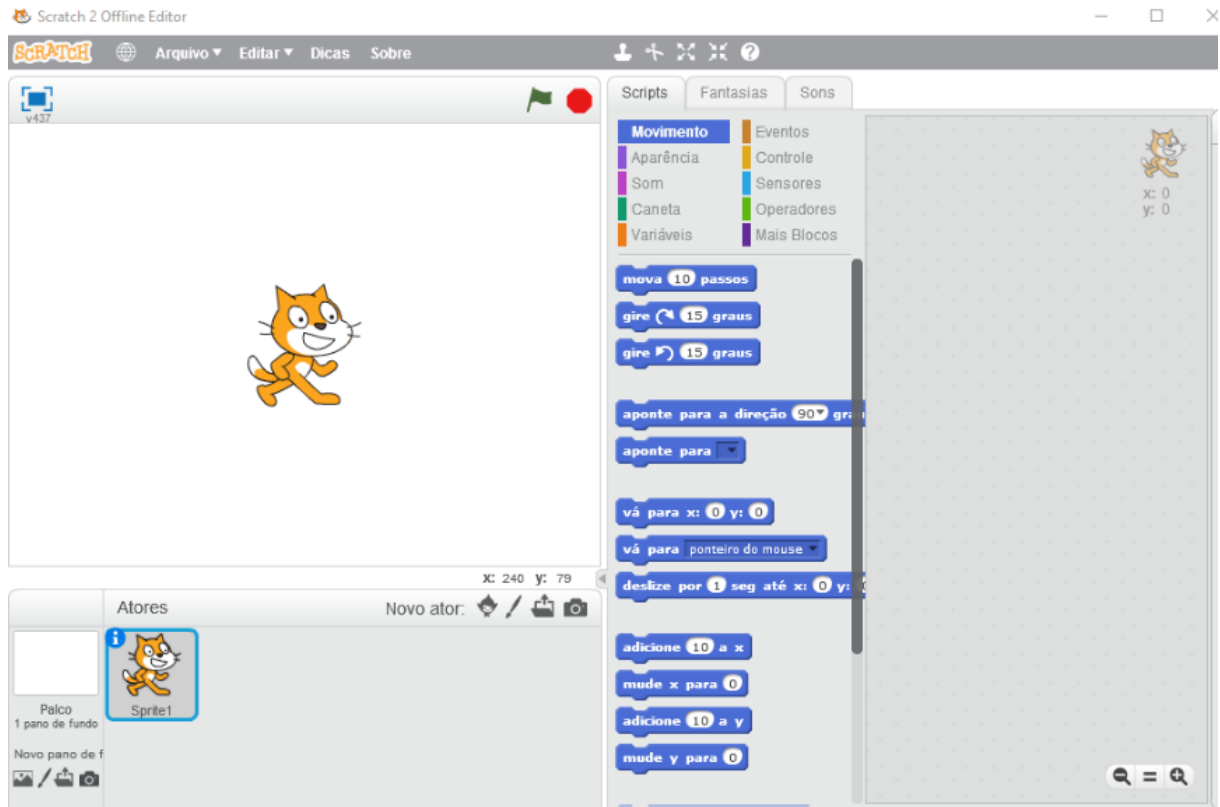 Scratch 2 Offline Editor
SCRATCH Arquivo Editar Dicas Sobre
v437
Scripts Fantasias Sons
Movimento Eventos
Aparência Controle
Som Sensores
Caneta Operadores
Variáveis Mais Blocos
mova 10 passos
gire 15 graus
gire 15 graus
aponte para a direção 90 grau
aponte para
vá para x: 0 y: 0
vá para ponteiro do mouse
deslize por 1 seg até x: 0 y: 0
adicione 10 a x
mude x para 0
adicione 10 a y
mude y para 0
x: 0
y: 0
x: 240 y: 79
Atores Novo ator:
Palco
1 pano de fundo
Novo pano de f
Sprite1